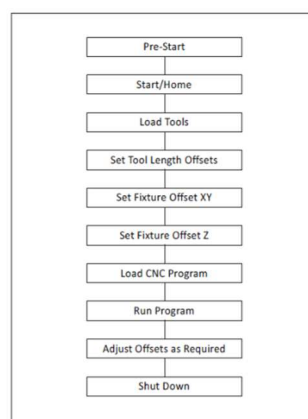 Pre-Start
Start/Home
Load Tools
Set Tool Length Offsets
Set Fixture Offset XY
Set Fixture Offset Z
Load CNC Program
Run Program
Adjust Offsets as Required
Shut Down